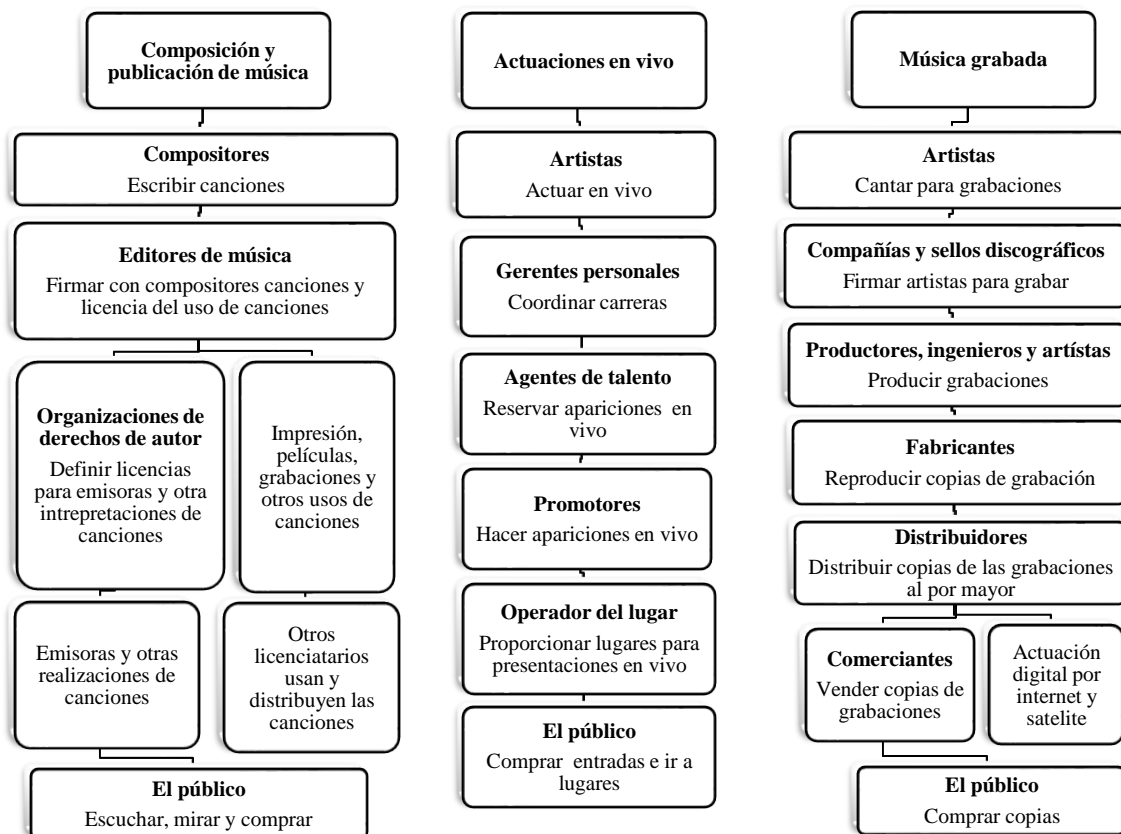 Composición y
publicación de música
Compositores
Escribir canciones
Editores de música
Firmar con compositores canciones y
licencia del uso de canciones
Organizaciones de
derechos de autor
Definir licencias
para emisoras y otra
intrepretaciones de
canciones
Impresión,
películas,
grabaciones y
otros usos de
canciones
Emisoras y otras
realizaciones de
canciones
Otros
licenciatarios
usan y
distribuyen las
canciones
El público
Escuchar, mirar y comprar
Actuaciones en vivo
Artistas
Actuar en vivo
Gerentes personales
Coordinar carreras
Agentes de talento
Reservar apariciones en
vivo
Promotores
Hacer apariciones en vivo
Operador del lugar
Proporcionar lugares para
presentaciones en vivo
El público
Comprar entradas e ir a
lugares
Música grabada
Artistas
Cantar para grabaciones
Compañías y sellos discográficos
Firmar artistas para grabar
Productores, ingenieros y artístas
Producir grabaciones
Fabricantes
Reproducir copias de grabación
Distribuidores
Distribuir copias de las grabaciones
al por mayor
Comerciantes
Vender copias de
grabaciones
Actuación
digital por
internet y
satelite
El público
Comprar copias